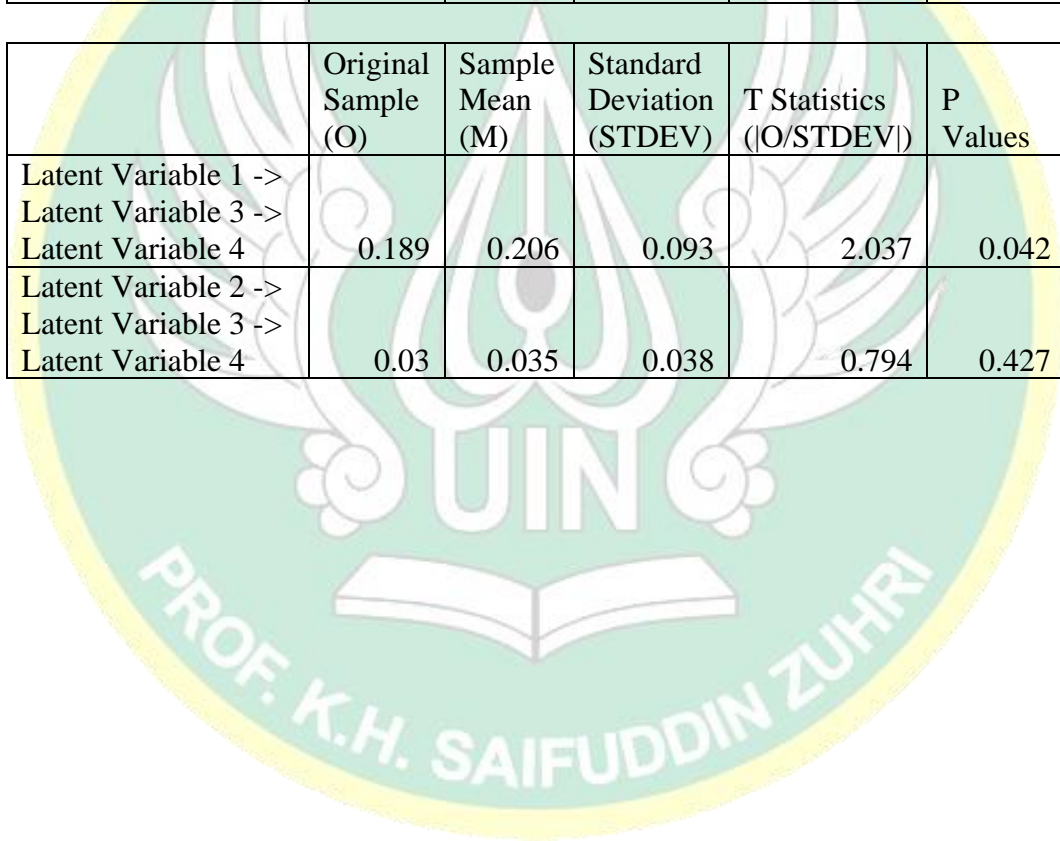 Original Sample (O) Sample Mean (M) Standard Deviation (STDEV) T Statistics (|O/STDEV|) P Values
Latent Variable 1 ->
Latent Variable 3 ->
Latent Variable 4 0.189 0.206 0.093 2.037 0.042
Latent Variable 2 ->
Latent Variable 3 ->
Latent Variable 4 0.03 0.035 0.038 0.794 0.427
UIN
PROF. K.H. SAIFUDDIN ZUHRI